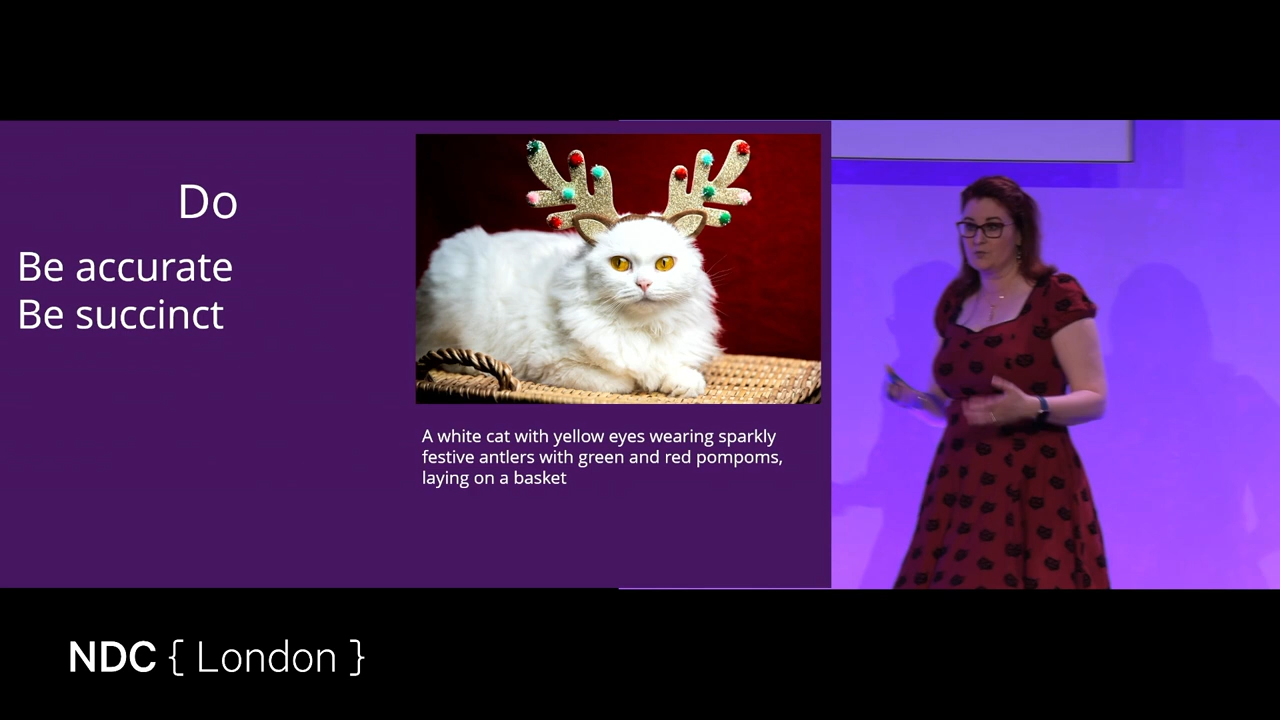 Do
Be accurate
Be succinct
A white cat with yellow eyes wearing sparkly
festive antlers with green and red pompoms,
laying on a basket
NDC { London }